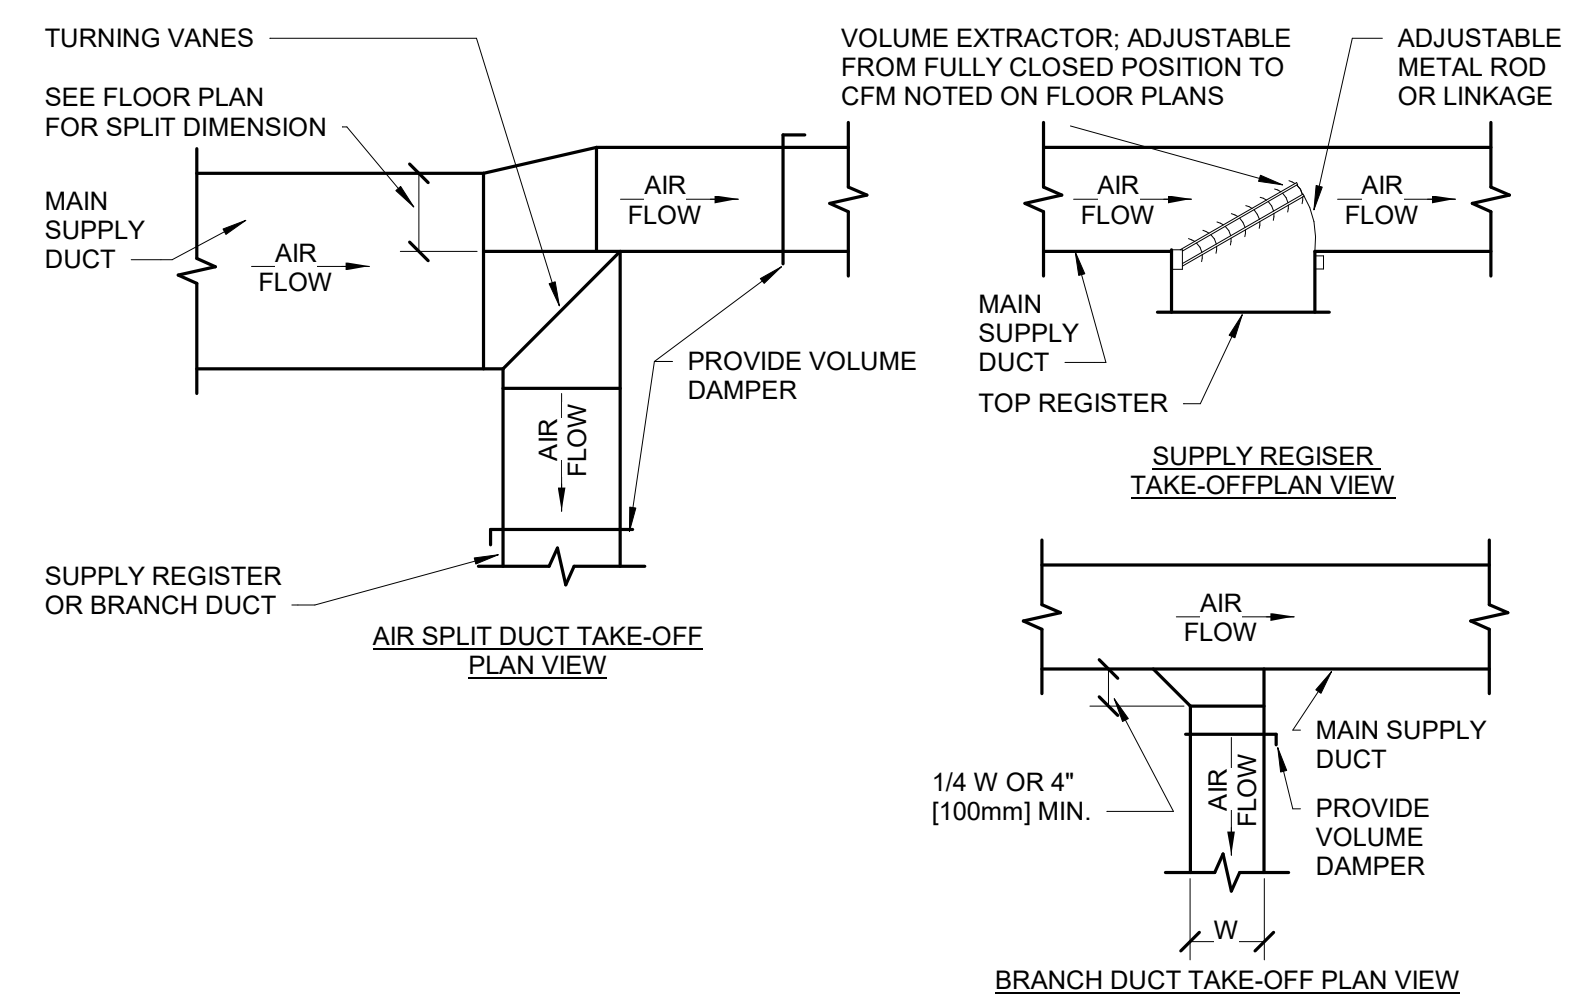 TURNING VANES
SEE FLOOR PLAN
FOR SPLIT DIMENSION
MAIN
SUPPLY
DUCT
AIR
FLOW
AIR
FLOW
AIR
FLOW
PROVIDE VOLUME
DAMPER
SUPPLY REGISTER
OR BRANCH DUCT
AIR SPLIT DUCT TAKE-OFF
PLAN VIEW
VOLUME EXTRACTOR; ADJUSTABLE
FROM FULLY CLOSED POSITION TO
CFM NOTED ON FLOOR PLANS
ADJUSTABLE
METAL ROD
OR LINKAGE
AIR
FLOW
AIR
FLOW
MAIN
SUPPLY
DUCT
TOP REGISTER
SUPPLY REGISER
TAKE-OFFPLAN VIEW
AIR
FLOW
MAIN SUPPLY
DUCT
1/4 W OR 4"
[100mm] MIN.
AIR
FLOW
PROVIDE
VOLUME
DAMPER
W
BRANCH DUCT TAKE-OFF PLAN VIEW